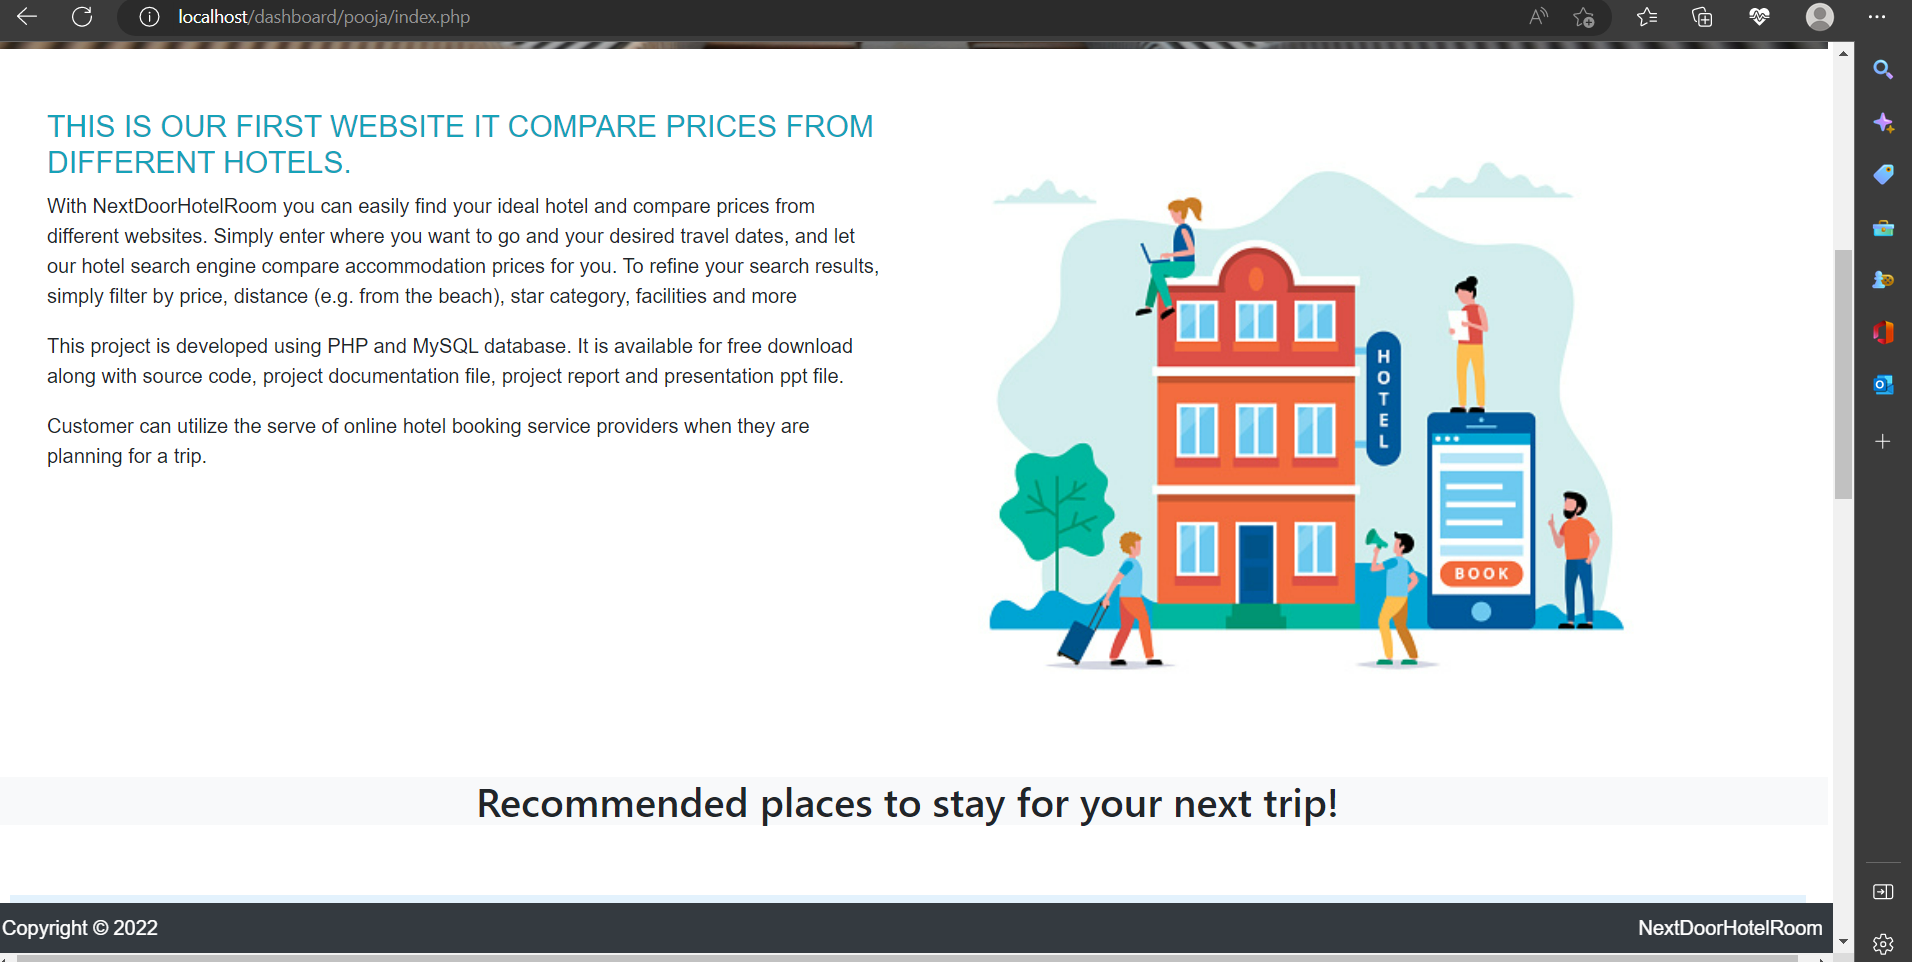 localhost/dashboard/pooja/index.php
THIS IS OUR FIRST WEBSITE IT COMPARE PRICES FROM
DIFFERENT HOTELS.
With NextDoorHotelRoom you can easily find your ideal hotel and compare prices from
different websites. Simply enter where you want to go and your desired travel dates, and let
our hotel search engine compare accommodation prices for you. To refine your search results,
simply filter by price, distance (e.g. from the beach), star category, facilities and more
This project is developed using PHP and MySQL database. It is available for free download
along with source code, project documentation file, project report and presentation ppt file.
Customer can utilize the serve of online hotel booking service providers when they are
planning for a trip.
HOTEL
BOOK
Recommended places to stay for your next trip!
Copyright © 2022
NextDoorHotelRoom